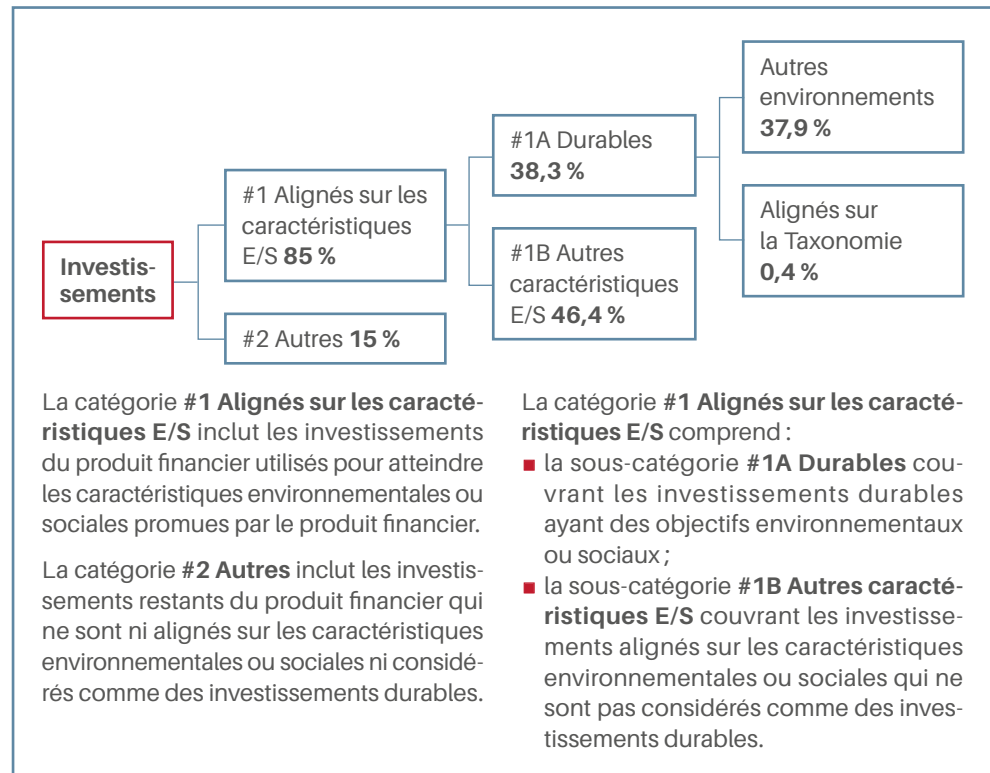 Investis-
sements
#1 Alignés sur les
caractéristiques
E/S 85 %
#2 Autres 15 %
#1A Durables
38,3 %
#1B Autres
caractéristiques
E/S 46,4 %
Autres
environnements
37,9 %
Alignés sur
la Taxonomie
0,4 %
La catégorie #1 Alignés sur les caracté-
ristiques E/S inclut les investissements
du produit financier utilisés pour atteindre
les caractéristiques environnementales ou
sociales promues par le produit financier.
La catégorie #2 Autres inclut les investis-
sements restants du produit financier qui
ne sont ni alignés sur les caractéristiques
environnementales ou sociales ni considé-
rés comme des investissements durables.
La catégorie #1 Alignés sur les caracté-
ristiques E/S comprend :
■ la sous-catégorie #1A Durables cou-
vrant les investissements durables
ayant des objectifs environnementaux
ou sociaux ;
■ la sous-catégorie #1B Autres caracté-
ristiques E/S couvrant les investisse-
ments alignés sur les caractéristiques
environnementales ou sociales qui ne
sont pas considérés comme des inves-
tissements durables.